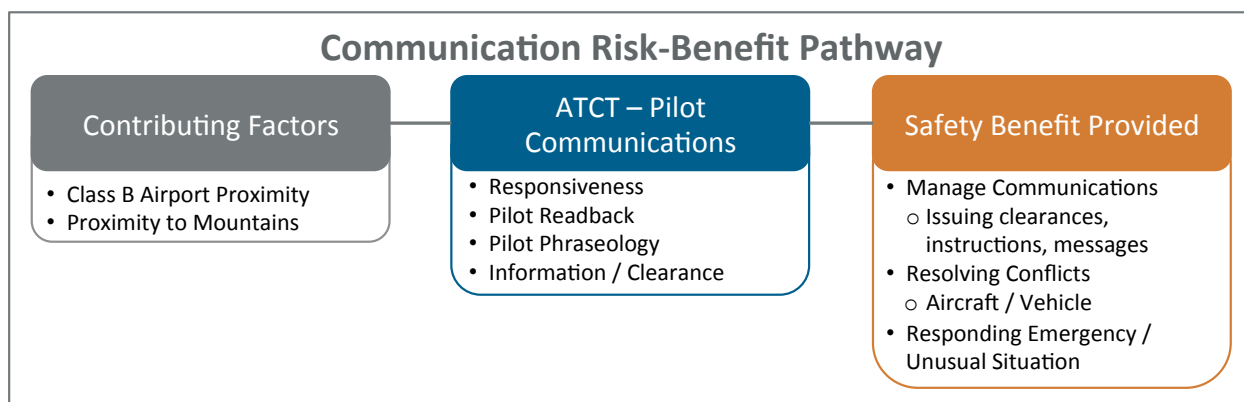 Communication Risk-Benefit Pathway
Contributing Factors
• Class B Airport Proximity
• Proximity to Mountains
ATCT – Pilot
Communications
• Responsiveness
• Pilot Readback
• Pilot Phraseology
• Information / Clearance
Safety Benefit Provided
• Manage Communications
o Issuing clearances,
instructions, messages
• Resolving Conflicts
o Aircraft / Vehicle
• Responding Emergency /
Unusual Situation